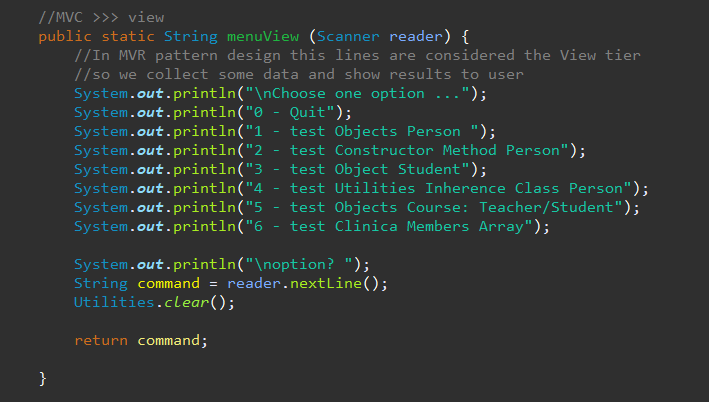 //MVC >>> view
public static String menuView (Scanner reader) {
//In MVR pattern design this lines are considered the View tier
//so we collect some data and show results to user
System.out.println("\nChoose one option ...");
System.out.println("0 - Quit");
System.out.println("1 - test Objects Person ");
System.out.println("2 - test Constructor Method Person");
System.out.println("3 - test Object Student");
System.out.println("4 - test Utilities Inherence Class Person");
System.out.println("5 - test Objects Course: Teacher/Student");
System.out.println("6 - test Clinica Members Array");
System.out.println("\noption? ");
String command = reader.nextLine();
Utilities.clear();
return command;
}